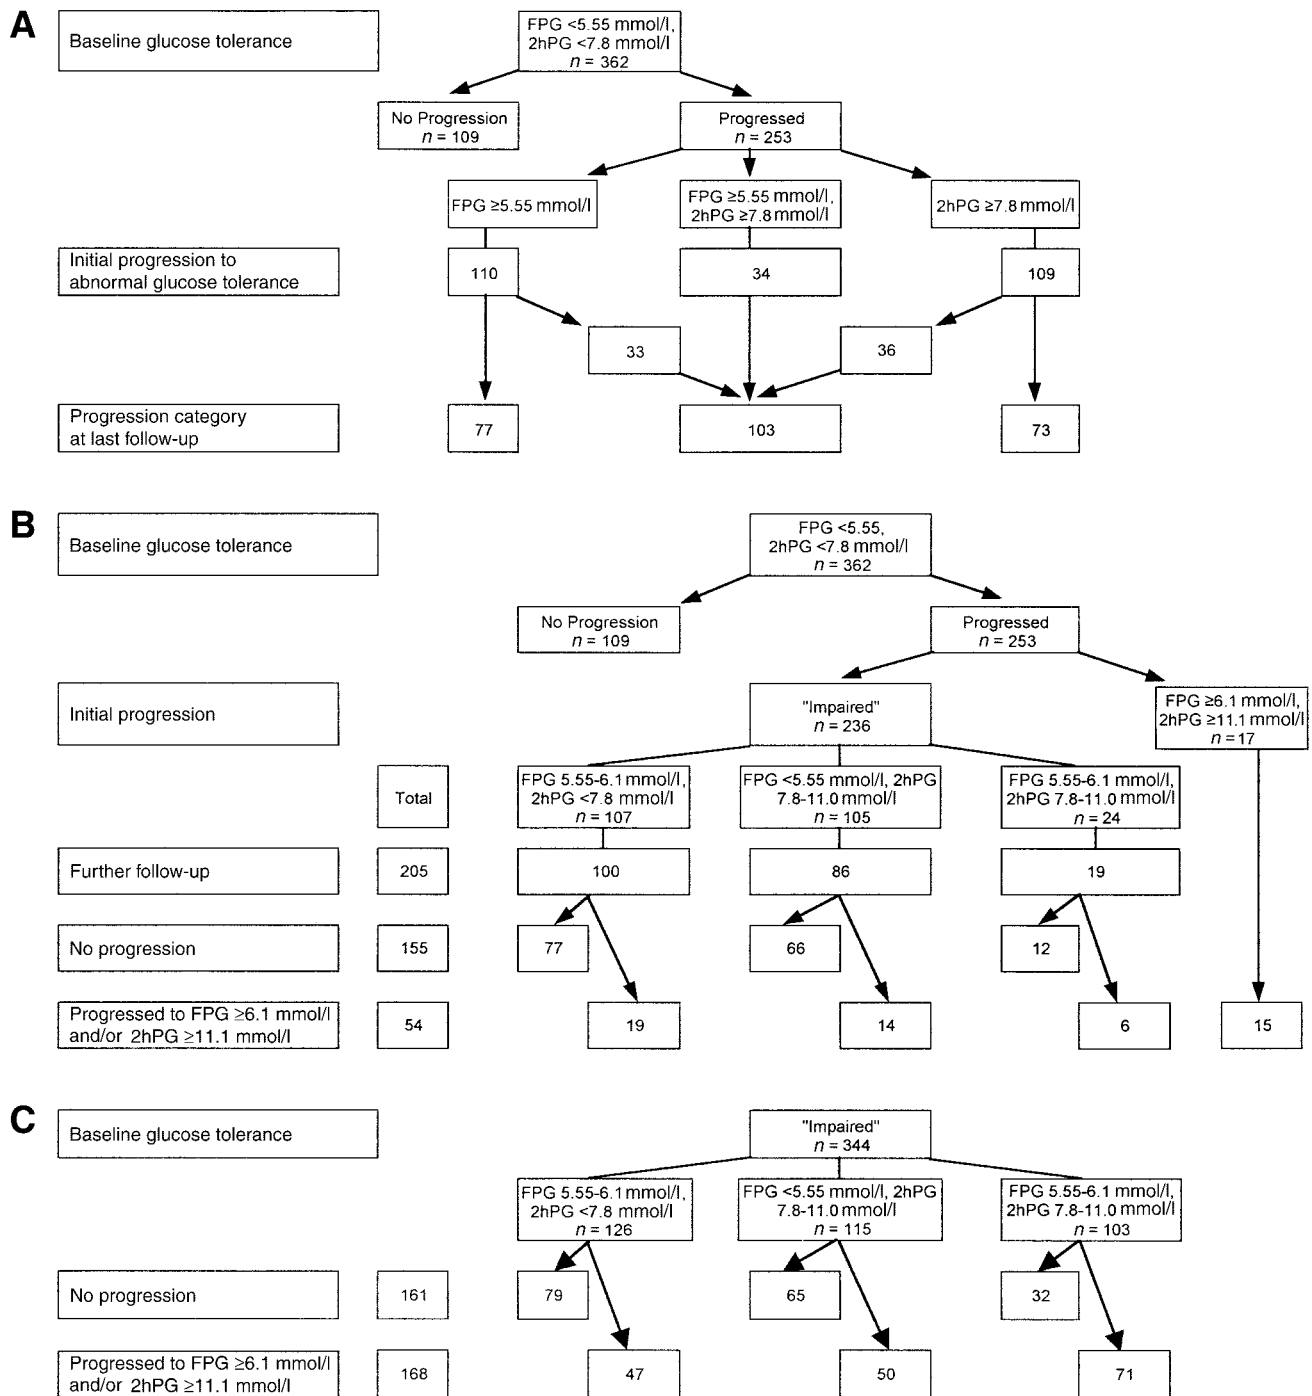 A
Baseline glucose tolerance
FPG <5.55 mmol/l,
2hPG <7.8 mmol/l
n = 362
No Progression
n = 109
Progressed
n = 253
FPG ≥5.55 mmol/l
FPG ≥5.55 mmol/l,
2hPG ≥7.8 mmol/l
2hPG ≥7.8 mmol/l
Initial progression to
abnormal glucose tolerance
110
34
109
33
36
Progression category
at last follow-up
77
103
73
B
Baseline glucose tolerance
FPG <5.55,
2hPG <7.8 mmol/l
n = 362
No Progression
n = 109
Progressed
n = 253
Initial progression
"Impaired"
n = 236
FPG ≥6.1 mmol/l,
2hPG ≥11.1 mmol/l
n = 17
Total
FPG 5.55-6.1 mmol/l,
2hPG <7.8 mmol/l
n = 107
FPG <5.55 mmol/l, 2hPG
7.8-11.0 mmol/l
n = 105
FPG 5.55-6.1 mmol/l,
2hPG 7.8-11.0 mmol/l
n = 24
Further follow-up
205
100
86
19
No progression
155
77
66
12
Progressed to FPG ≥6.1 mmol/l
and/or 2hPG ≥11.1 mmol/l
54
19
14
6
15
C
Baseline glucose tolerance
"Impaired"
n = 344
FPG 5.55-6.1 mmol/l,
2hPG <7.8 mmol/l
n = 126
FPG <5.55 mmol/l, 2hPG
7.8-11.0 mmol/l
n = 115
FPG 5.55-6.1 mmol/l,
2hPG 7.8-11.0 mmol/l
n = 103
No progression
161
79
65
32
Progressed to FPG ≥6.1 mmol/l
and/or 2hPG ≥11.1 mmol/l
168
47
50
71